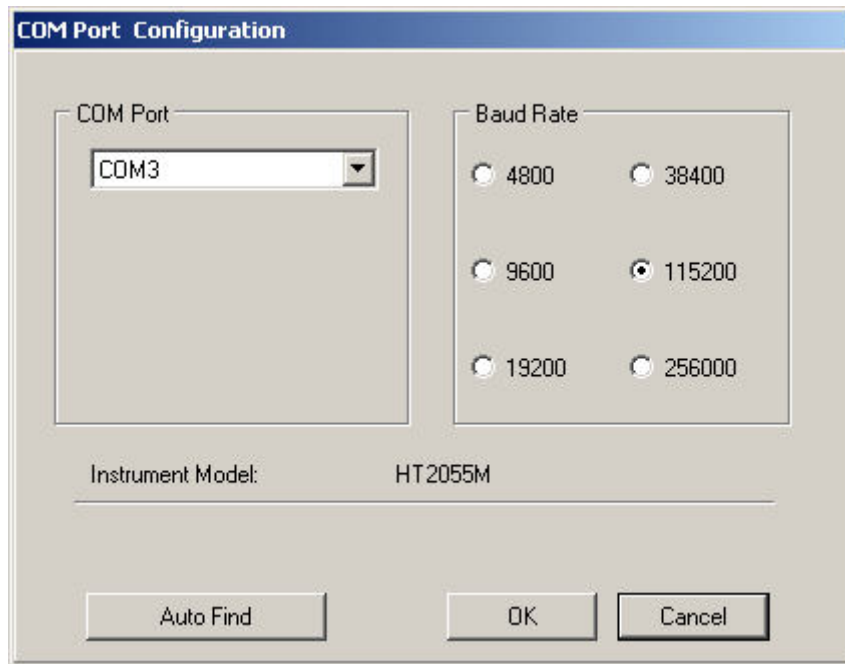 COM Port Configuration
COM Port
COM3
Baud Rate
4800
38400
9600
115200
19200
256000
Instrument Model: HT2055M
Auto Find
OK
Cancel